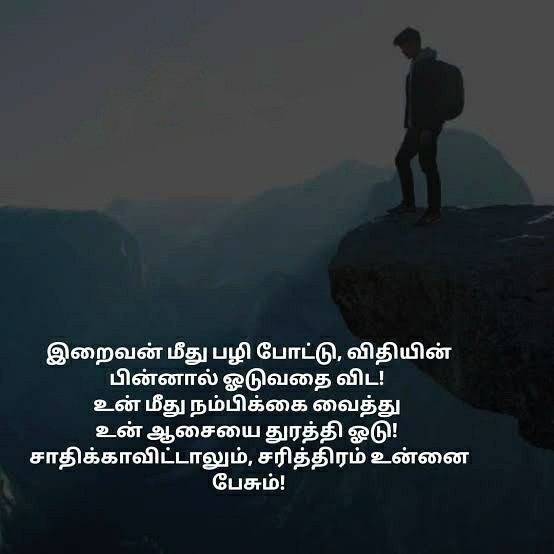 இறைவன் மீது பழி போட்டு, விதியின்
பின்னால் ஓடுவதை விட!
உன் மீது நம்பிக்கை வைத்து
உன் ஆசையை துரத்தி ஓடு!
சாதிக்காவிட்டாலும், சரித்திரம் உன்னை
பேசும்!